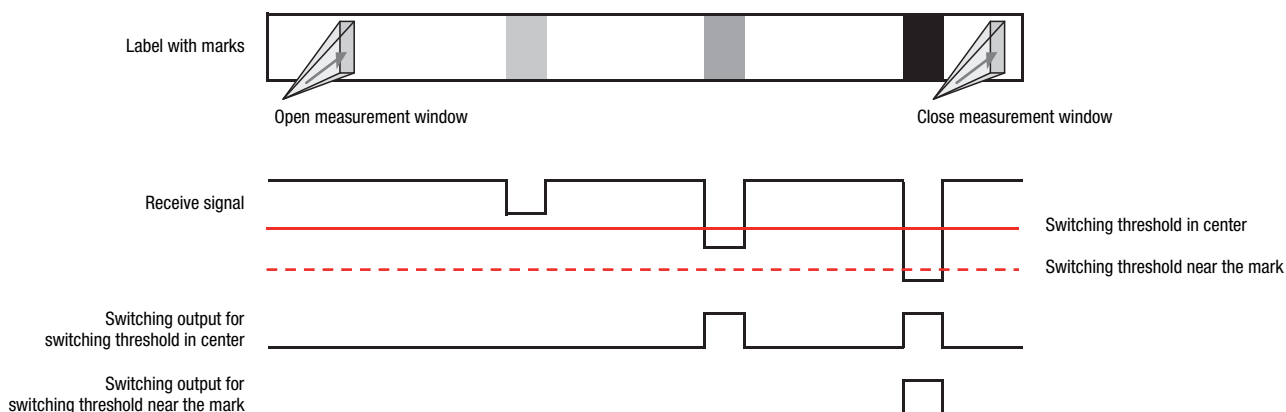 Label with marks
Open measurement window
Close measurement window
Receive signal
Switching threshold in center
Switching threshold near the mark
Switching output for
switching threshold in center
Switching output for
switching threshold near the mark